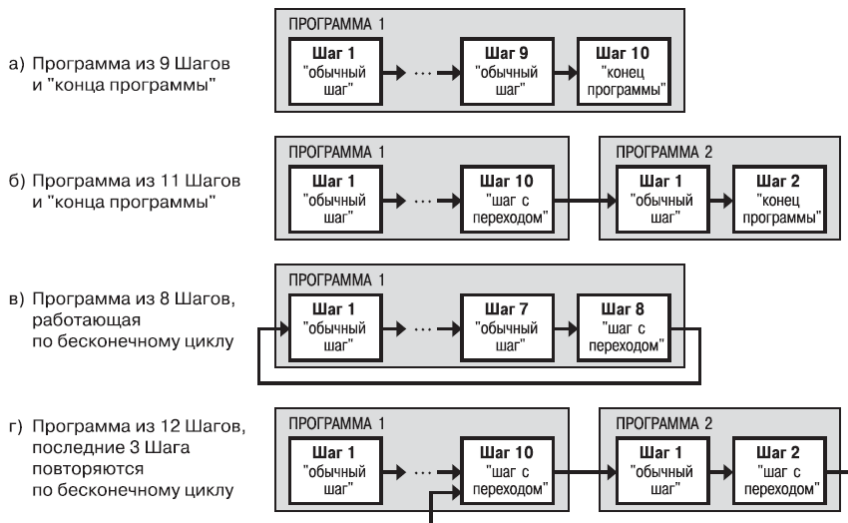 а) Программа из 9 Шагов
и "конца программы"
ПРОГРАММА 1
Шаг 1
"обычный
шаг"
...
Шаг 9
"обычный
шаг"
Шаг 10
"конец
программы"
б) Программа из 11 Шагов
и "конца программы"
ПРОГРАММА 1
Шаг 1
"обычный
шаг"
...
Шаг 10
"шаг с
переходом"
ПРОГРАММА 2
Шаг 1
"обычный
шаг"
Шаг 2
"конец
программы"
в) Программа из 8 Шагов,
работающая
по бесконечному циклу
ПРОГРАММА 1
Шаг 1
"обычный
шаг"
...
Шаг 7
"обычный
шаг"
Шаг 8
"шаг с
переходом"
г) Программа из 12 Шагов,
последние 3 Шага
повторяются
по бесконечному циклу
ПРОГРАММА 1
Шаг 1
"обычный
шаг"
...
Шаг 10
"шаг с
переходом"
ПРОГРАММА 2
Шаг 1
"обычный
шаг"
Шаг 2
"шаг с
переходом"